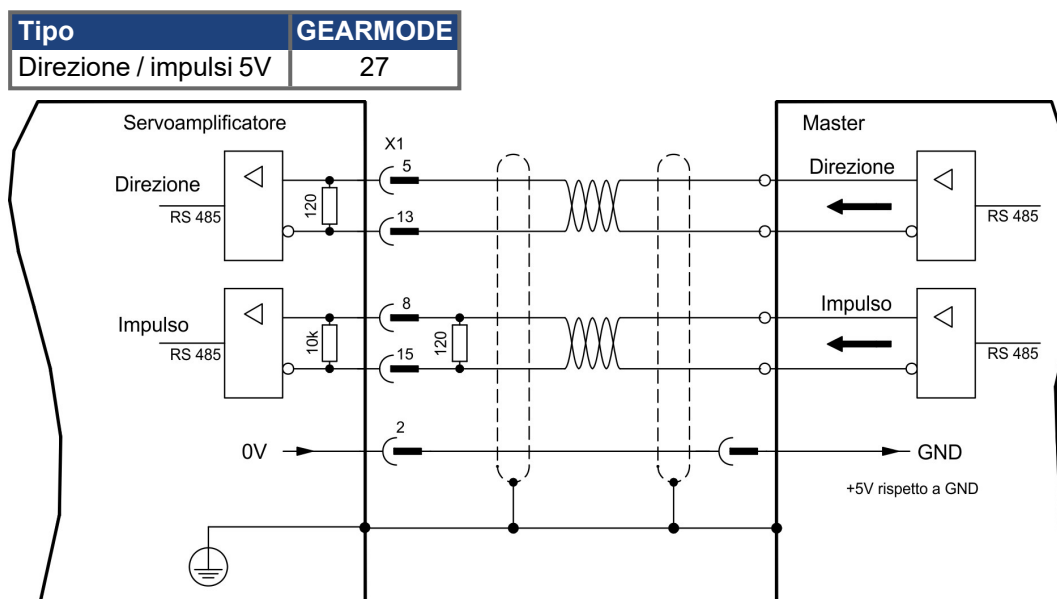 Tipo GEARMODE
Direzione / impulsi 5V 27
Servoamplificatore
Master
X1
Direzione
RS 485
120
5
13
Direzione
RS 485
Impulso
RS 485
10k
8
15
120
Impulso
RS 485
0V
2
GND
+5V rispetto a GND